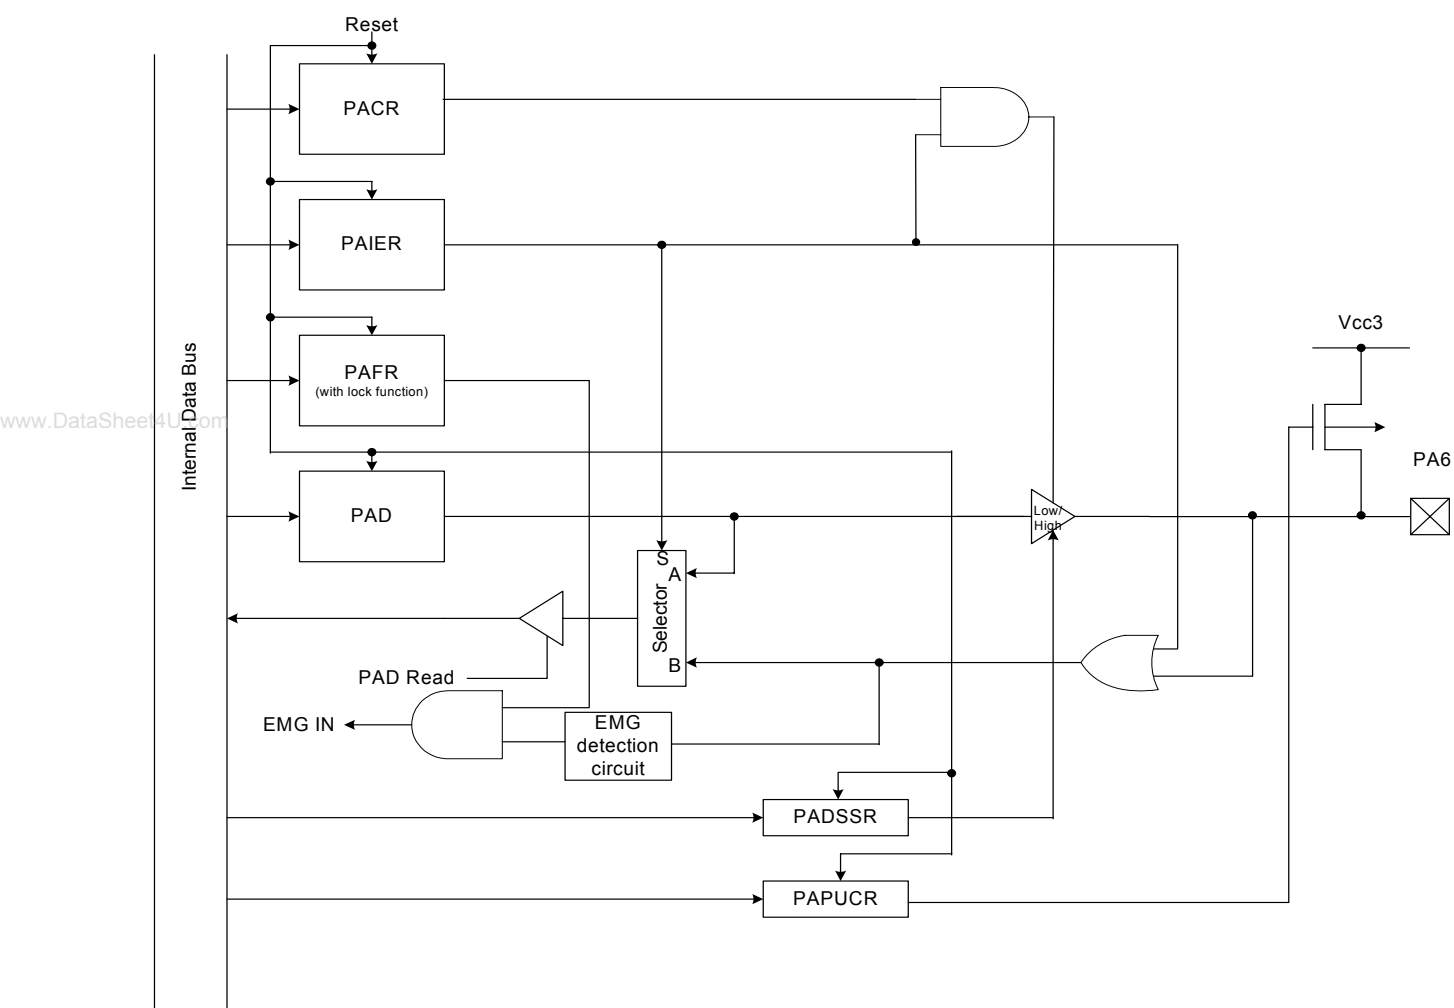 Reset
PACR
PAIER
Vcc3
PAFR
(with lock function)
Internal Data Bus
www.DataSheet4U.com
PA6
PAD
Low/
High
S
A
Selector
B
PAD Read
EMG IN
EMG
detection
circuit
PADSSR
PAPUCR